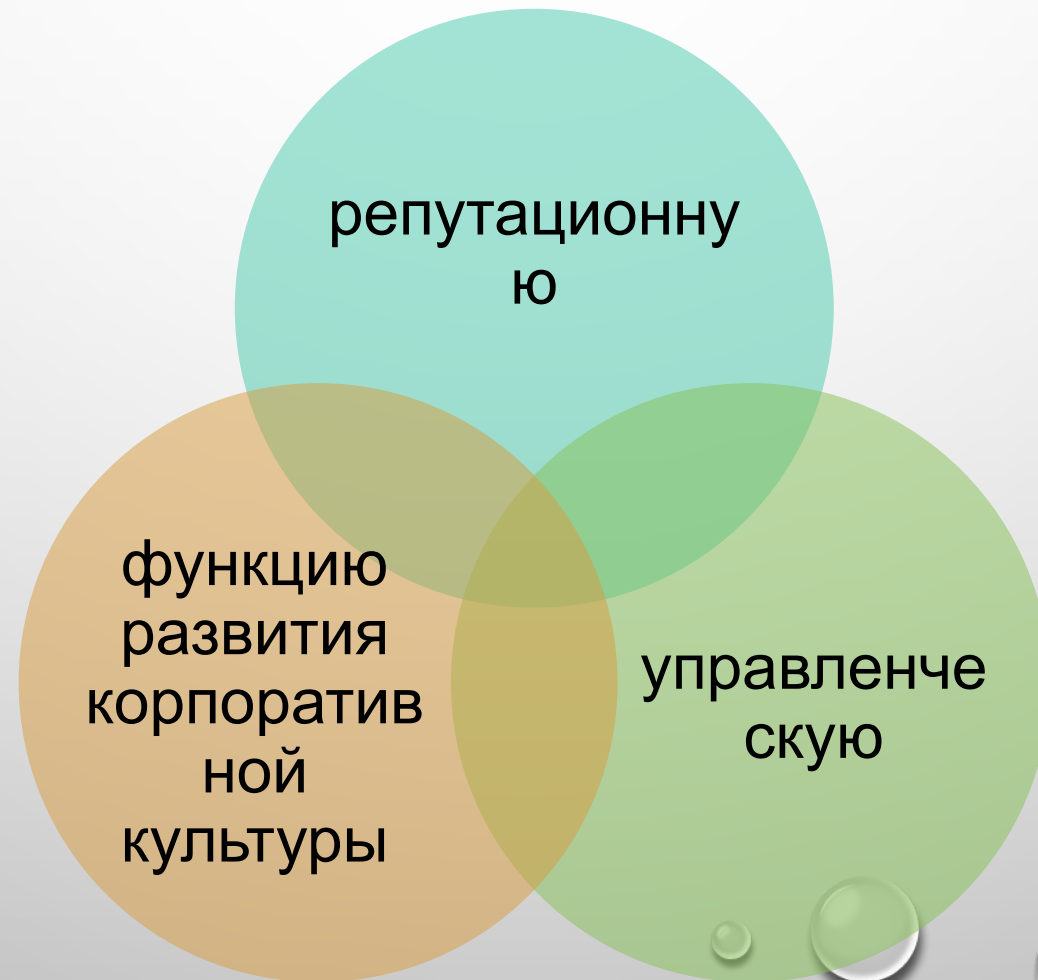 репутационну
ю
функцию
развития
корпоратив
ной
культуры
управленче
скую